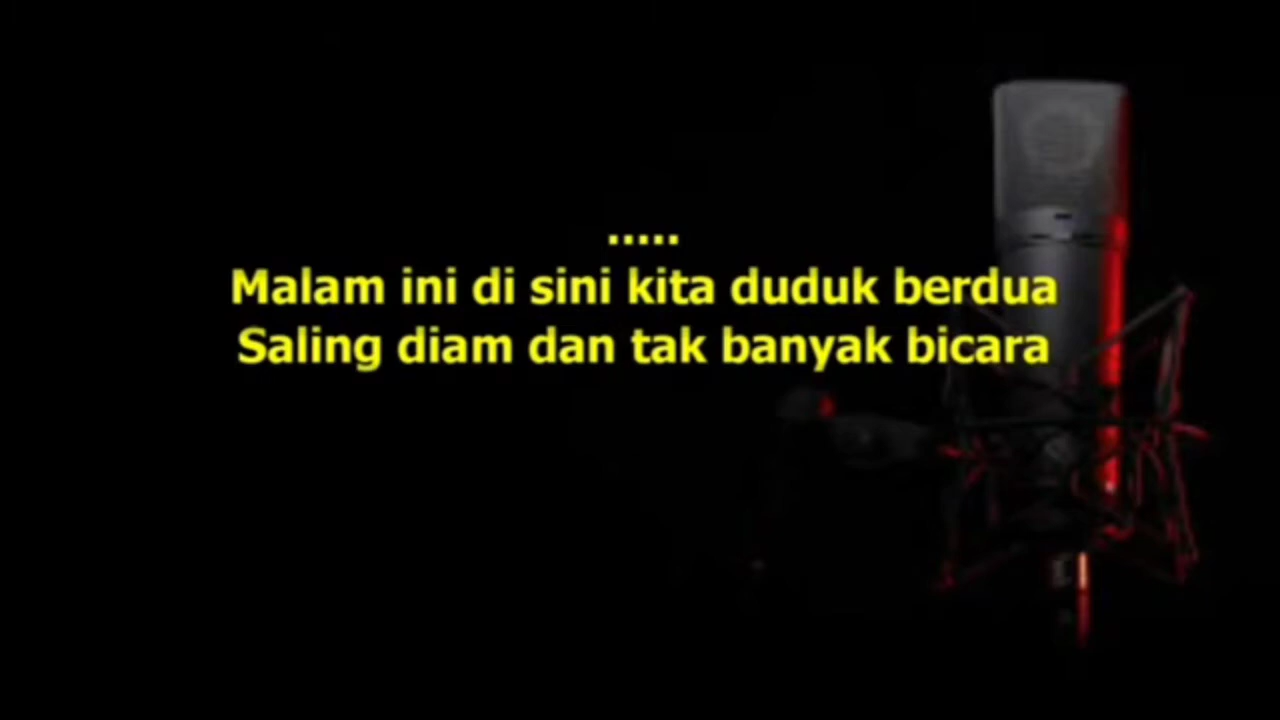 .....
Malam ini di sini kita duduk berdua
Saling diam dan tak banyak bicara